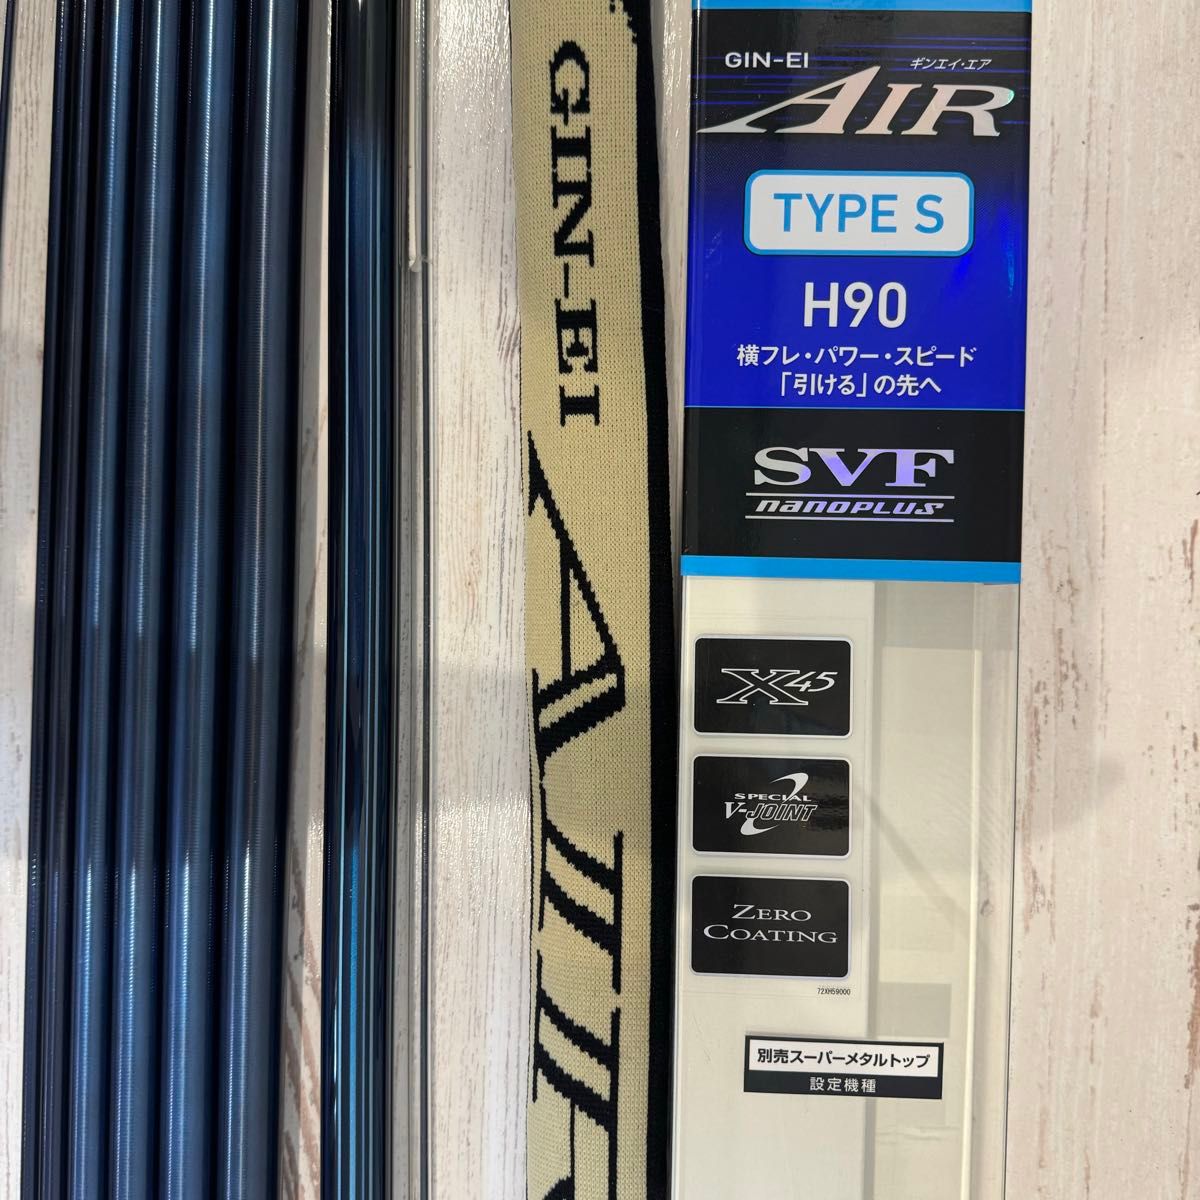 GIN-EI
AIR
GIN-EI ギンエイ・エア
AIR
TYPE S
H90
横フレ・パワー・スピード
「引ける」の先へ
SVF
nanoPLUS
X45
SPECIAL
V-JOINT
ZERO
COATING
72XH59000
別売スーパーメタルトップ
設定機種